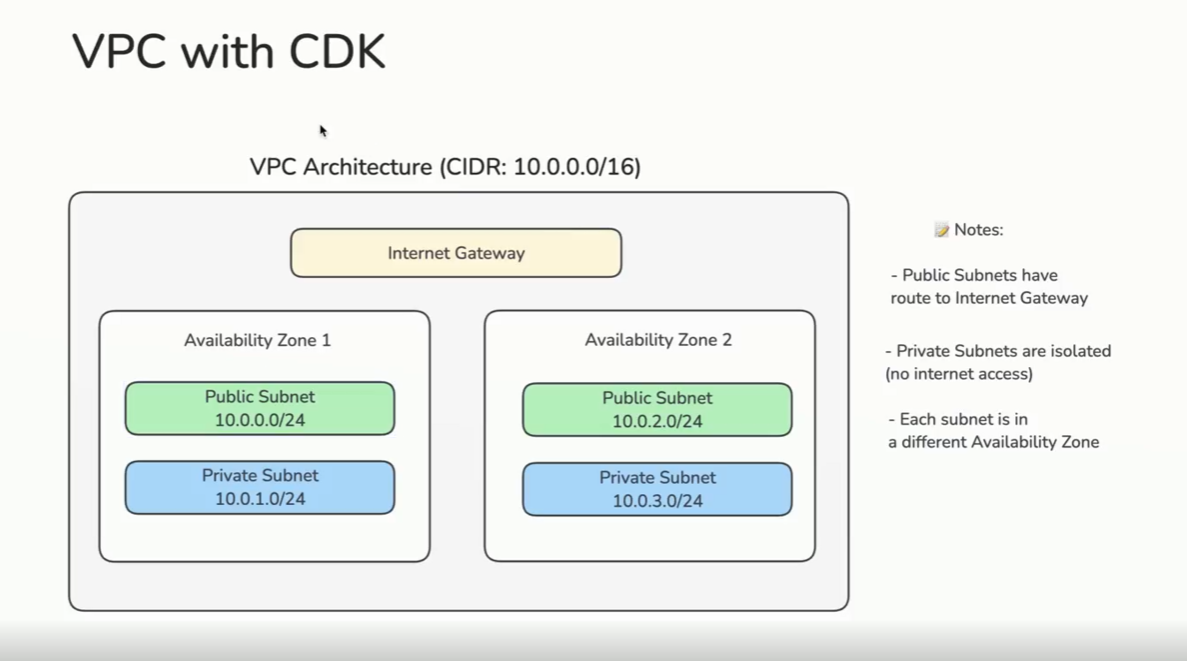 VPC with CDK
VPC Architecture (CIDR: 10.0.0.0/16)
Internet Gateway
Availability Zone 1
Public Subnet
10.0.0.0/24
Private Subnet
10.0.1.0/24
Availability Zone 2
Public Subnet
10.0.2.0/24
Private Subnet
10.0.3.0/24
📝 Notes:
- Public Subnets have
route to Internet Gateway
- Private Subnets are isolated
(no internet access)
- Each subnet is in
a different Availability Zone